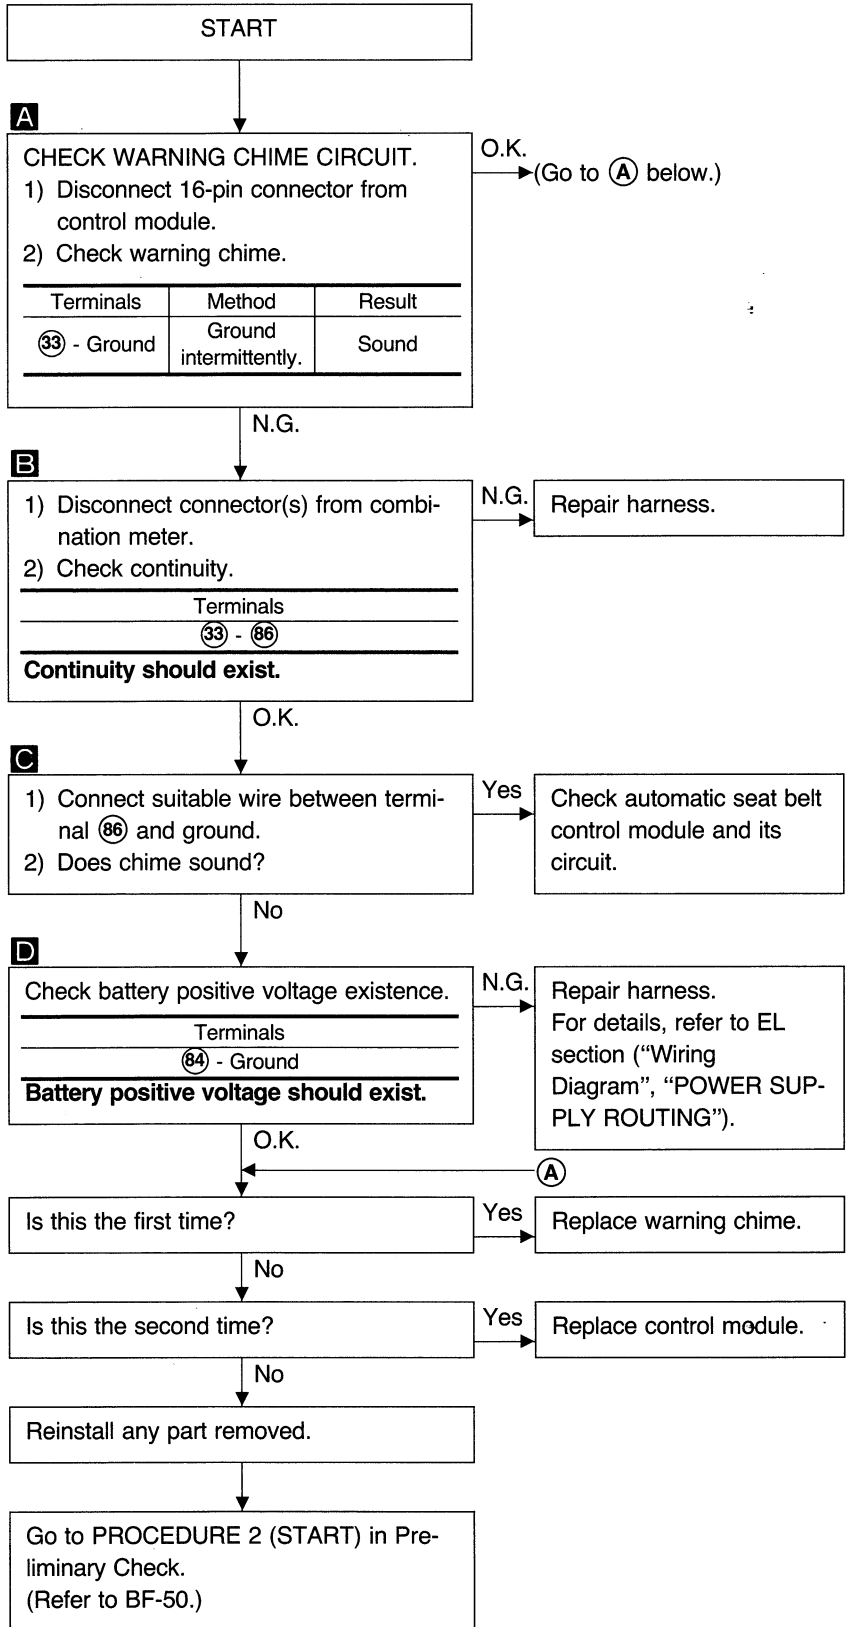 START
A
CHECK WARNING CHIME CIRCUIT.
1) Disconnect 16-pin connector from
control module.
2) Check warning chime.
Terminals Method Result
33 - Ground Ground intermittently. Sound
O.K.
(Go to A below.)
N.G.
B
1) Disconnect connector(s) from combi-
nation meter.
2) Check continuity.
Terminals
33 - 86
Continuity should exist.
N.G.
Repair harness.
O.K.
C
1) Connect suitable wire between termi-
nal 86 and ground.
2) Does chime sound?
Yes
Check automatic seat belt
control module and its
circuit.
No
D
Check battery positive voltage existence.
Terminals
84 - Ground
Battery positive voltage should exist.
N.G.
Repair harness.
For details, refer to EL
section (“Wiring
Diagram”, “POWER SUP-
PLY ROUTING”).
O.K.
A
Is this the first time?
Yes
Replace warning chime.
No
Is this the second time?
Yes
Replace control module.
No
Reinstall any part removed.
Go to PROCEDURE 2 (START) in Pre-
liminary Check.
(Refer to BF-50.)